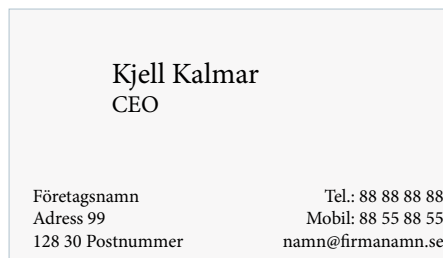 Kjell Kalmar
CEO
Företagsnamn
Adress 99
128 30 Postnummer
Tel.: 88 88 88 88
Mobil: 88 55 88 55
namn@firmanamn.se